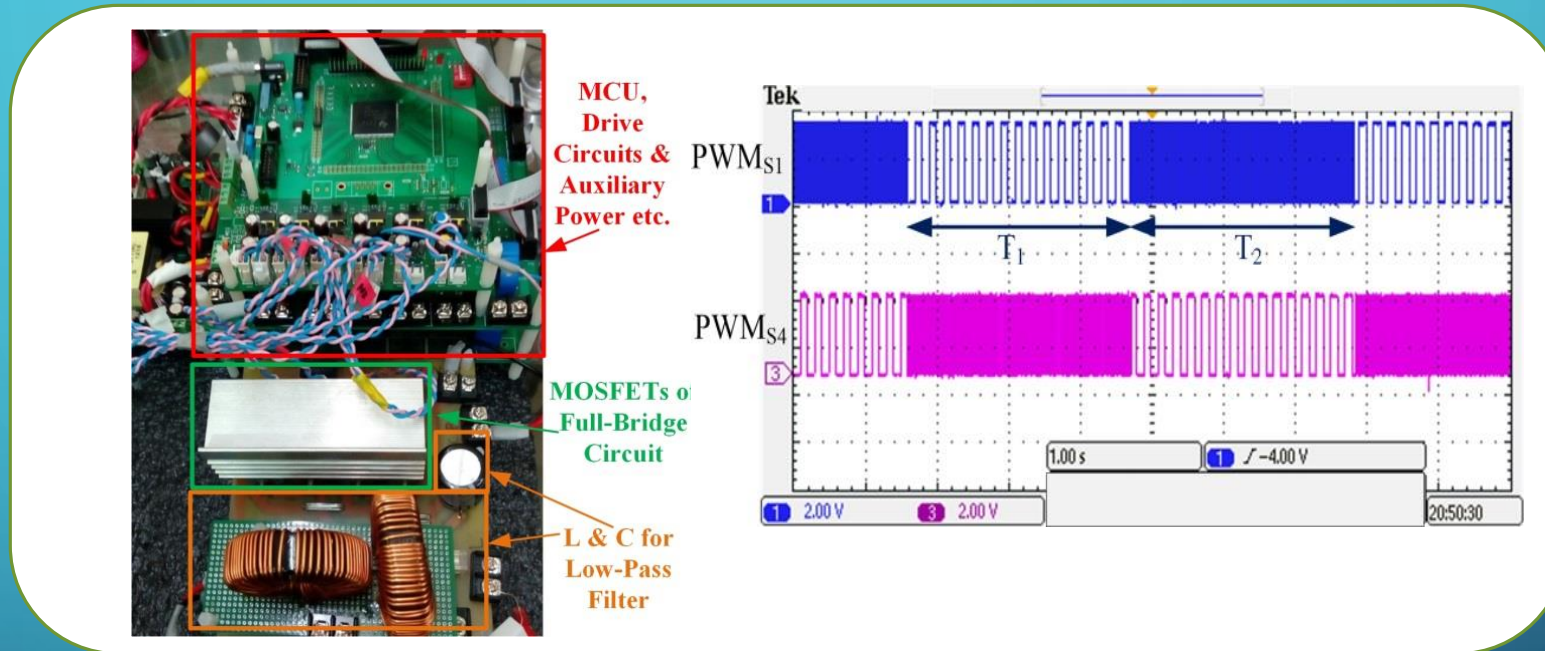 MCU,
Drive
Circuits &
Auxiliary
Power etc.
MOSFETs o
Full-Bridge
Circuit
L & C for
Low-Pass
Filter
Tek
PWMS1
1
T1
T2
PWMS4
3
1.00 s
1 ∫ -4.00 V
1 2.00 V
3 2.00 V
20:50:30